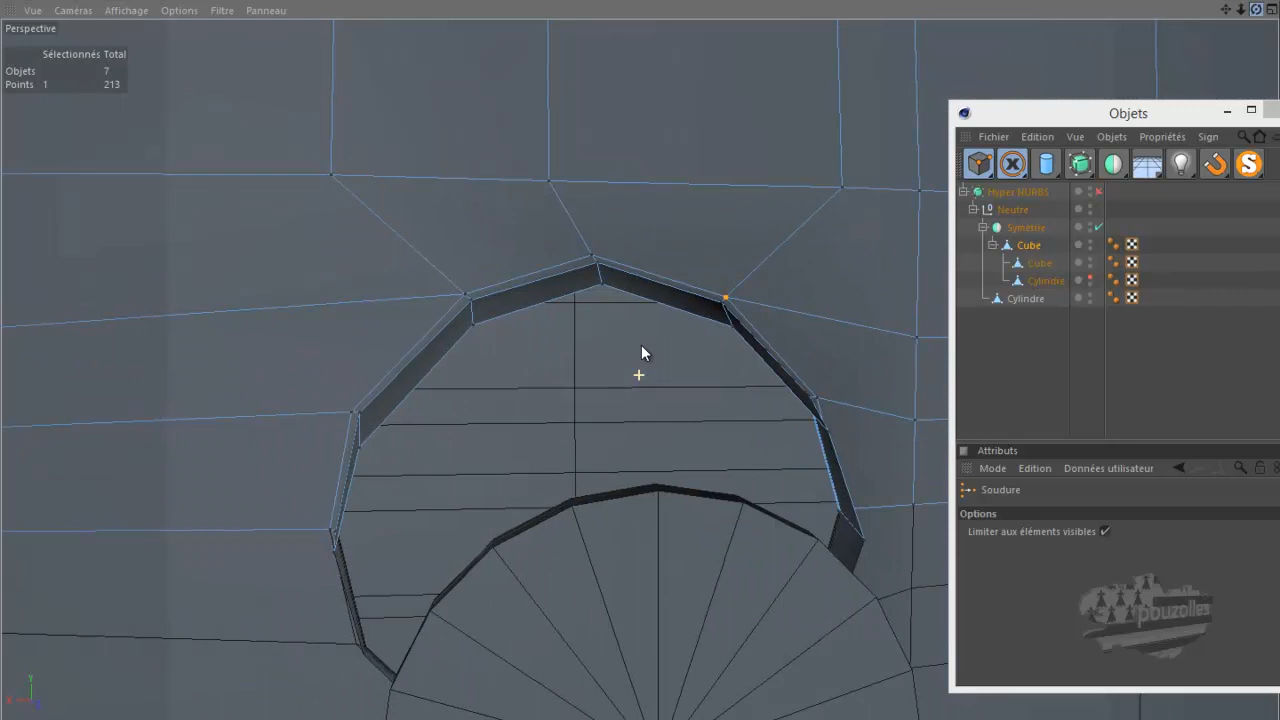 Vue Caméras Affichage Options Filtre Panneau
Perspective
Sélectionnés Total
Objets 7
Points 1 213
Objets
Fichier Edition Vue Objets Propriétés Sign
Hyper NURBS
0 Neutre
Symétrie
Cube
Cube
Cylindre
Cylindre
Attributs
Mode Edition Données utilisateur
Soudure
Options
Limiter aux éléments visibles
pouzolles
Y
X